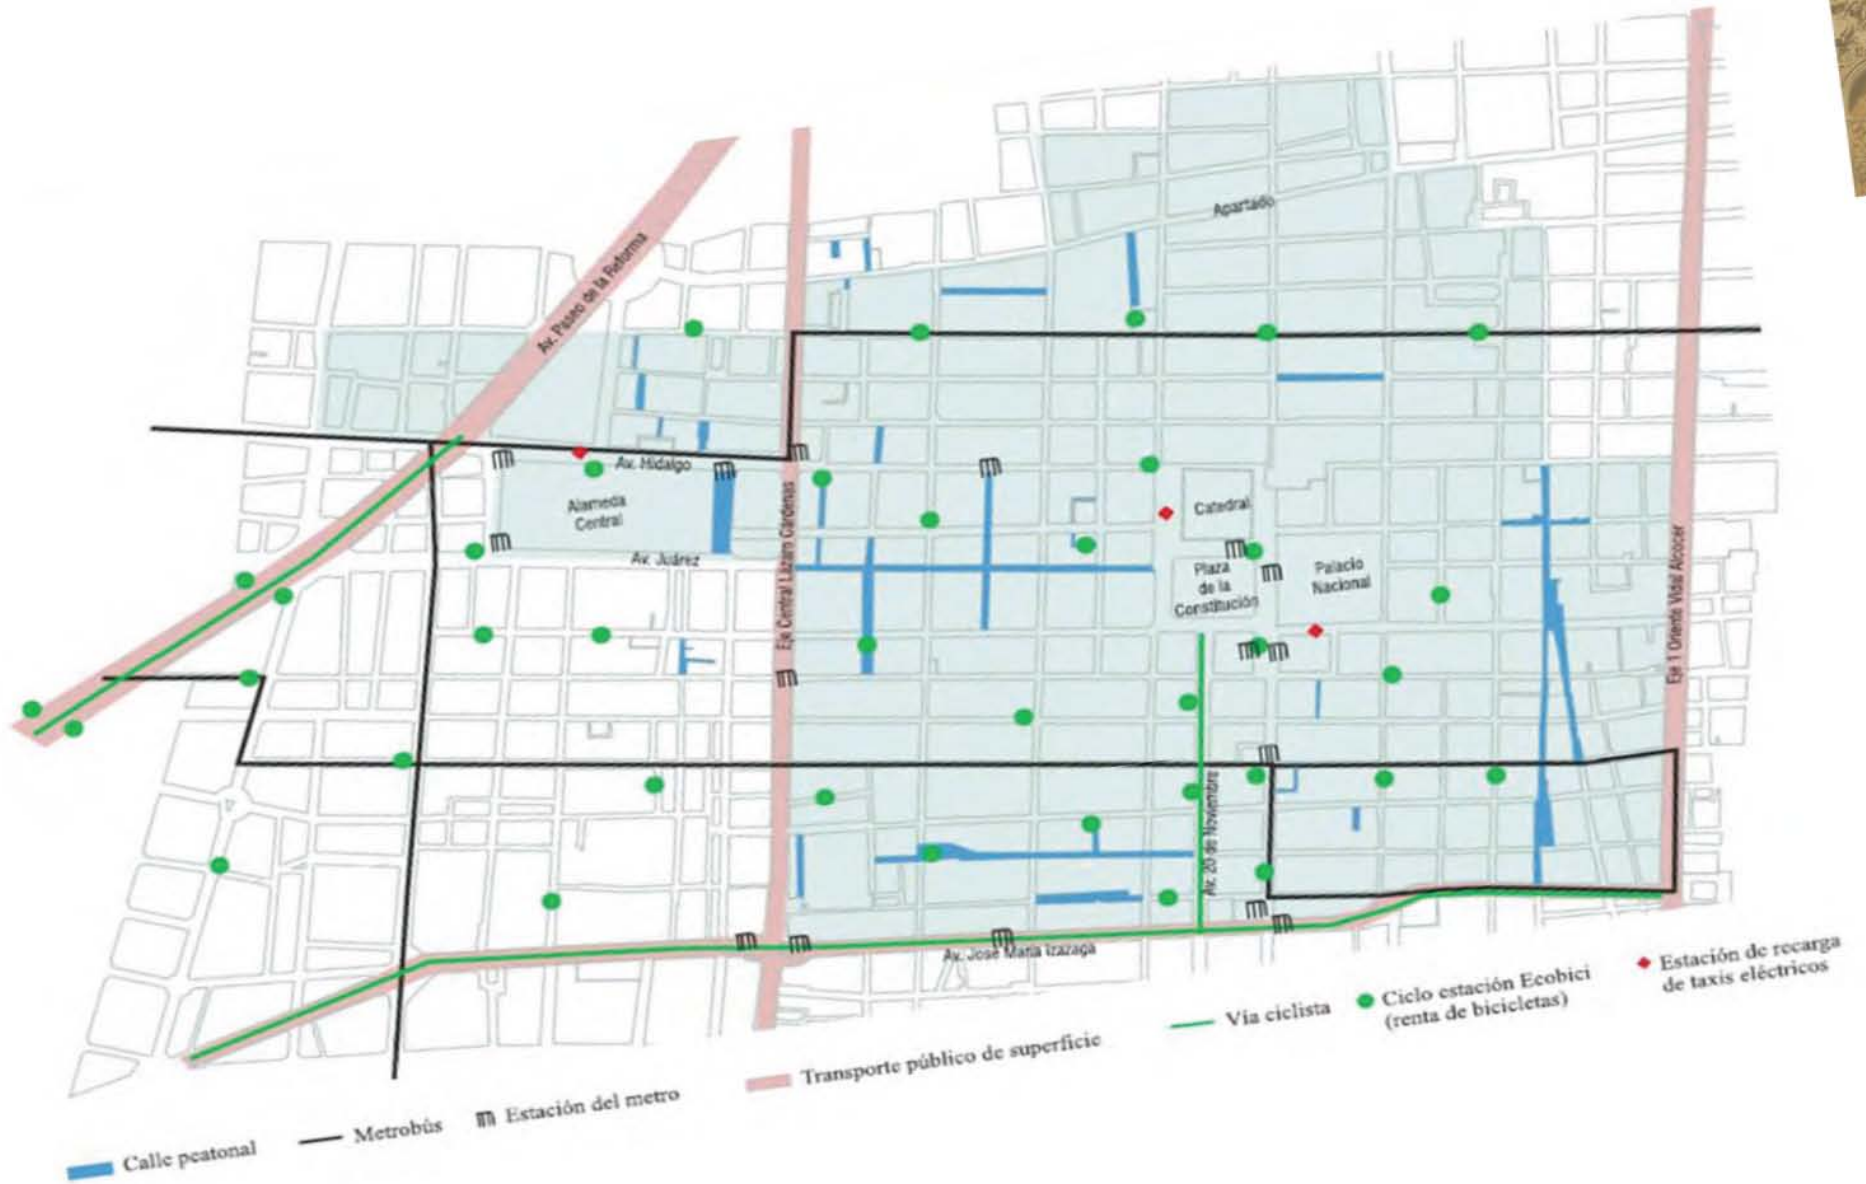 Apartado
Av. Paseo de la Reforma
Av. Hidalgo
Alameda
Central
Av. Juárez
Eje Central Lázaro Cárdenas
Catedral
Plaza
de la
Constitución
Palacio
Nacional
Eje 1 Oriente Vidal Alcocer
Av. 20 de Noviembre
Av. José María Izazaga
Calle peatonal
Metrobús
Estación del metro
Transporte público de superficie
Vía ciclista
Ciclo estación Ecobici
(renta de bicicletas)
Estación de recarga
de taxis eléctricos